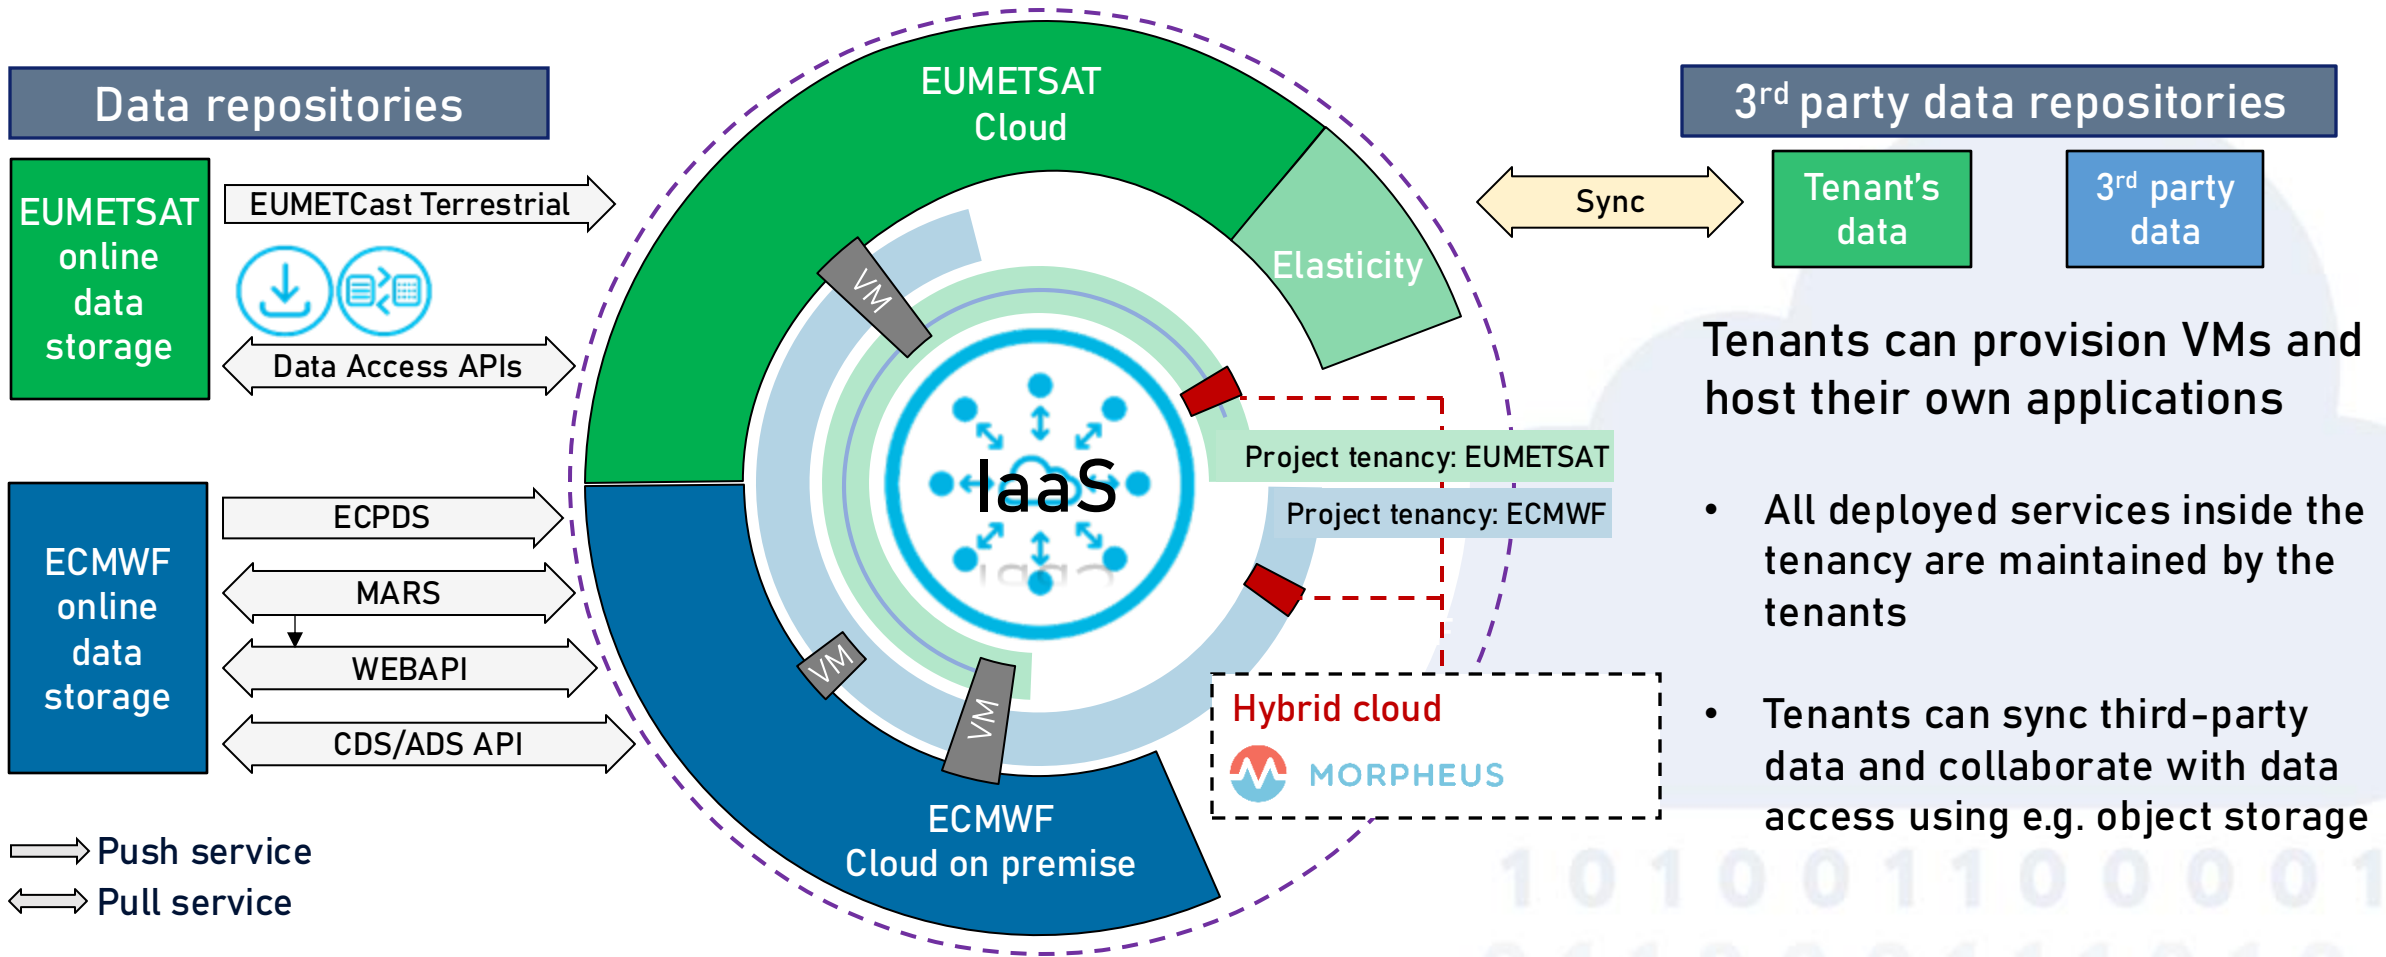 Data repositories
EUMETSAT
online
data
storage
EUMETCast Terrestrial
Data Access APIs
ECMWF
online
data
storage
ECPDS
MARS
WEBAPI
CDS/ADS API
Push service
Pull service
EUMETSAT
Cloud
Elasticity
VM
VM
VM
IaaS
Project tenancy: EUMETSAT
Project tenancy: ECMWF
ECMWF
Cloud on premise
Hybrid cloud
MORPHEUS
Sync
3rd party data repositories
Tenant's
data
3rd party
data
Tenants can provision VMs and
host their own applications
• All deployed services inside the
tenancy are maintained by the
tenants
• Tenants can sync third-party
data and collaborate with data
access using e.g. object storage
1 0 1 0 0 1 1 0 0 0 0 1